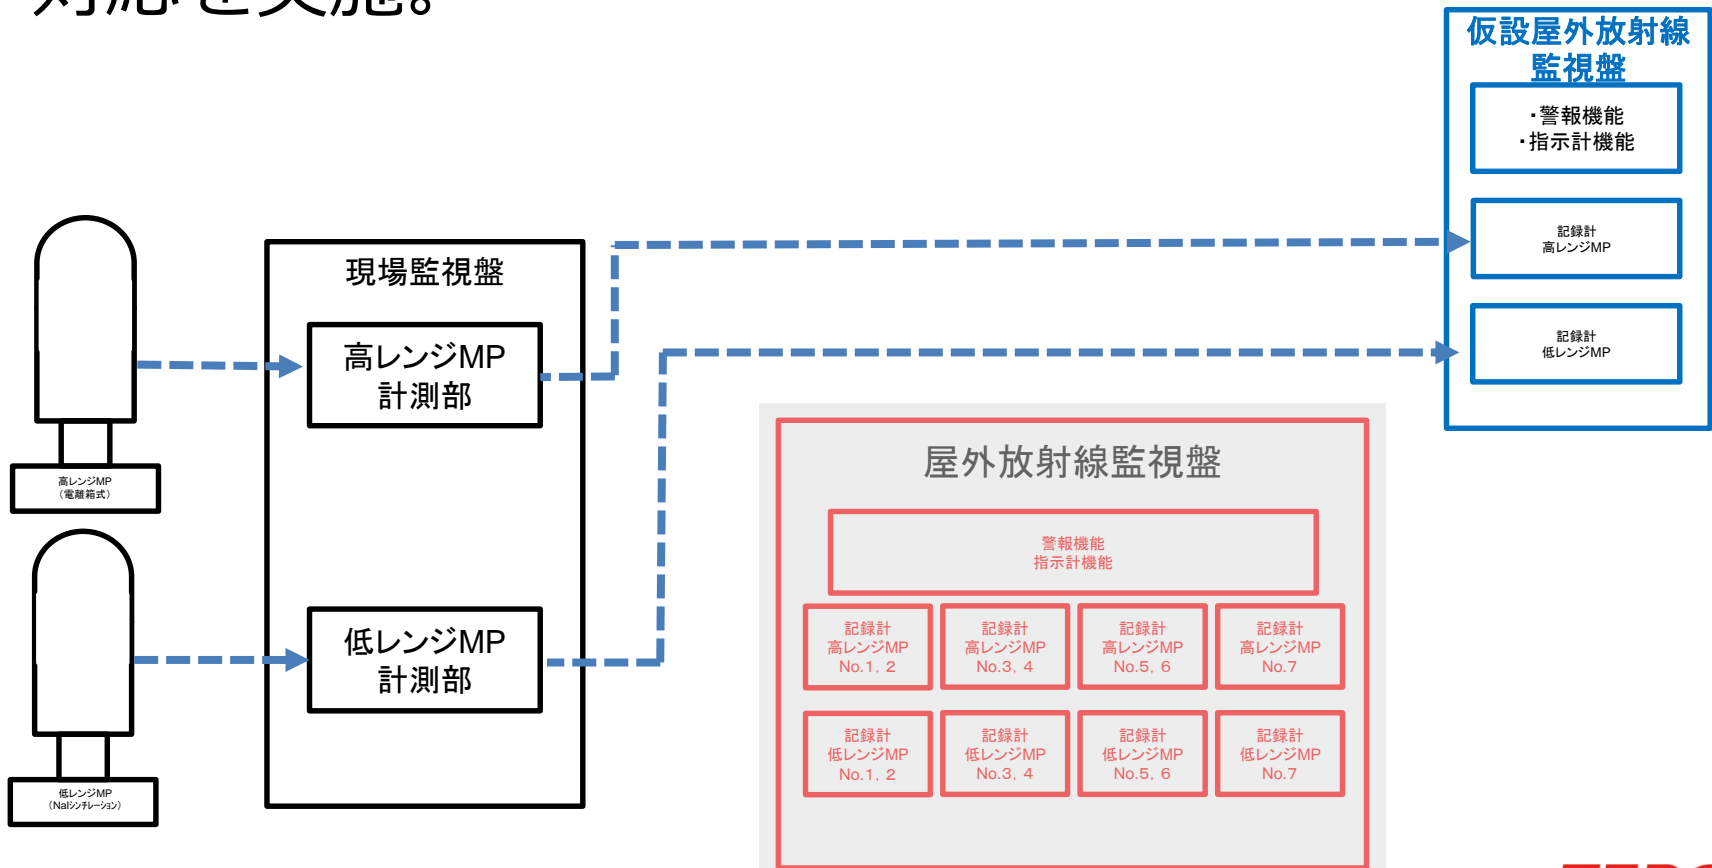 対応を実施。
仮設屋外放射線
監視盤
・警報機能
・指示計機能
記録計
高レンジMP
記録計
低レンジMP
現場監視盤
高レンジMP
計測部
低レンジMP
計測部
高レンジMP
（電離箱式）
低レンジMP
（NaIシンチレーション）
屋外放射線監視盤
警報機能
指示計機能
記録計
高レンジMP
No.1，2
記録計
高レンジMP
No.3，4
記録計
高レンジMP
No.5，6
記録計
高レンジMP
No.7
記録計
低レンジMP
No.1，2
記録計
低レンジMP
No.3，4
記録計
低レンジMP
No.5，6
記録計
低レンジMP
No.7